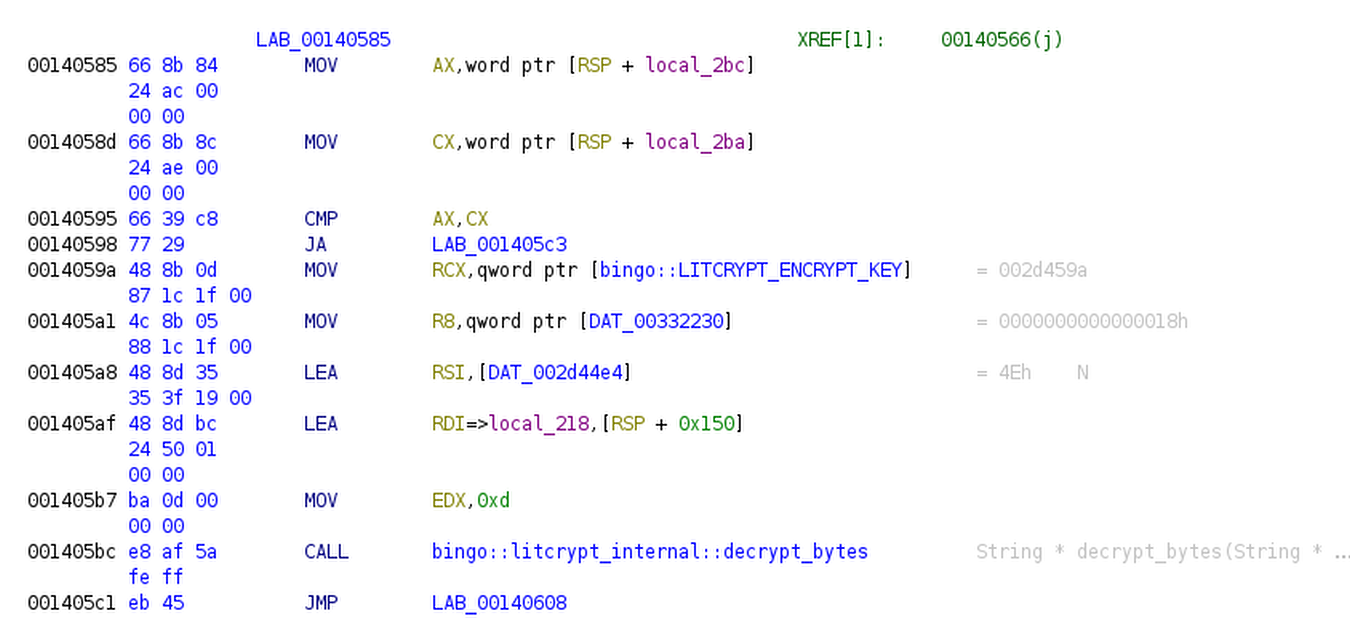 LAB_00140585 XREF[1]: 00140566(j)
00140585 66 8b 84 MOV AX,word ptr [RSP + local_2bc]
24 ac 00
00 00
0014058d 66 8b 8c MOV CX,word ptr [RSP + local_2ba]
24 ae 00
00 00
00140595 66 39 c8 CMP AX,CX
00140598 77 29 JA LAB_001405c3
0014059a 48 8b 0d MOV RCX,qword ptr [bingo::LITCRYPT_ENCRYPT_KEY] = 002d459a
87 1c 1f 00
001405a1 4c 8b 05 MOV R8,qword ptr [DAT_00332230] = 0000000000000018h
88 1c 1f 00
001405a8 48 8d 35 LEA RSI,[DAT_002d44e4] = 4Eh N
35 3f 19 00
001405af 48 8d bc LEA RDI=>local_218,[RSP + 0x150]
24 50 01
00 00
001405b7 ba 0d 00 MOV EDX,0xd
00 00
001405bc e8 af 5a CALL bingo::litcrypt_internal::decrypt_bytes String * decrypt_bytes(String * ...
fe ff
001405c1 eb 45 JMP LAB_00140608